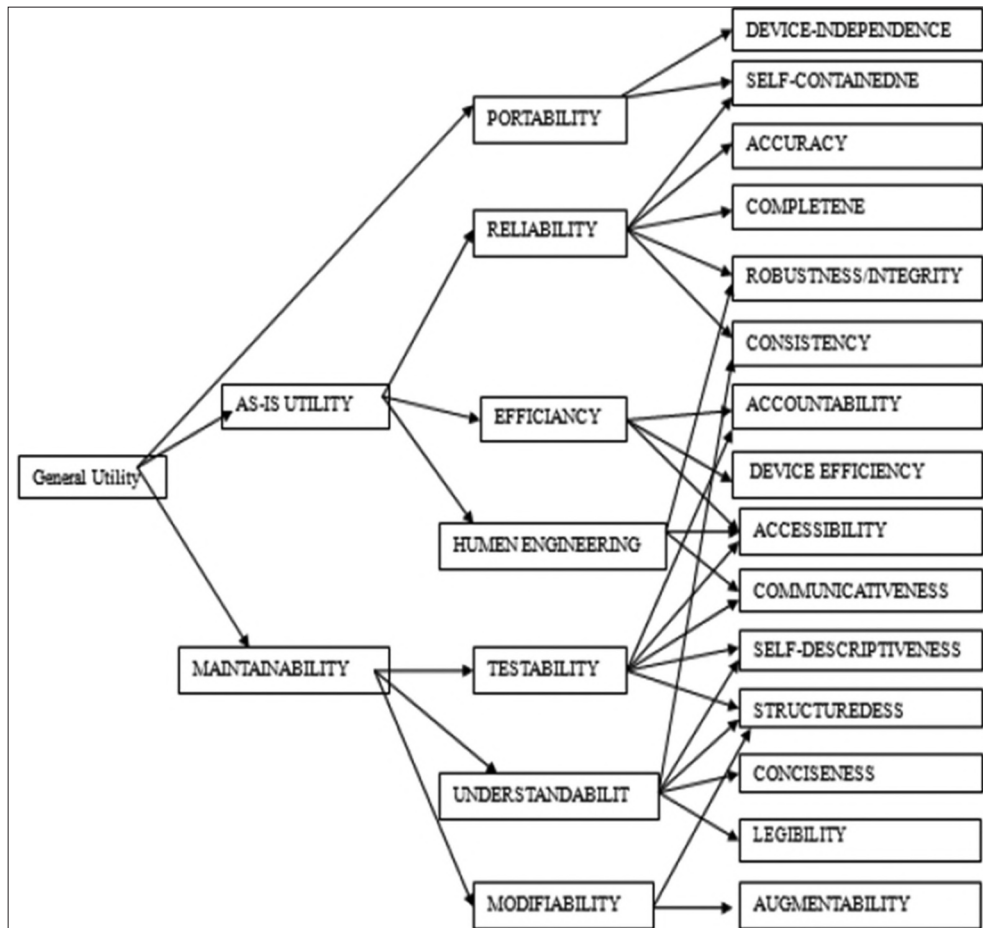 DEVICE-INDEPENDENCE
SELF-CONTAINEDNE
PORTABILITY
ACCURACY
COMPLETENE
RELIABILITY
ROBUSTNESS/INTEGRITY
CONSISTENCY
AS-IS UTILITY
EFFICIANCY
ACCOUNTABILITY
General Utility
DEVICE EFFICIENCY
HUMEN ENGINEERING
ACCESSIBILITY
COMMUNICATIVENESS
MAINTAINABILITY
TESTABILITY
SELF-DESCRIPTIVENESS
STRUCTUREDESS
UNDERSTANDABILIT
CONCISENESS
LEGIBILITY
MODIFIABILITY
AUGMENTABILITY